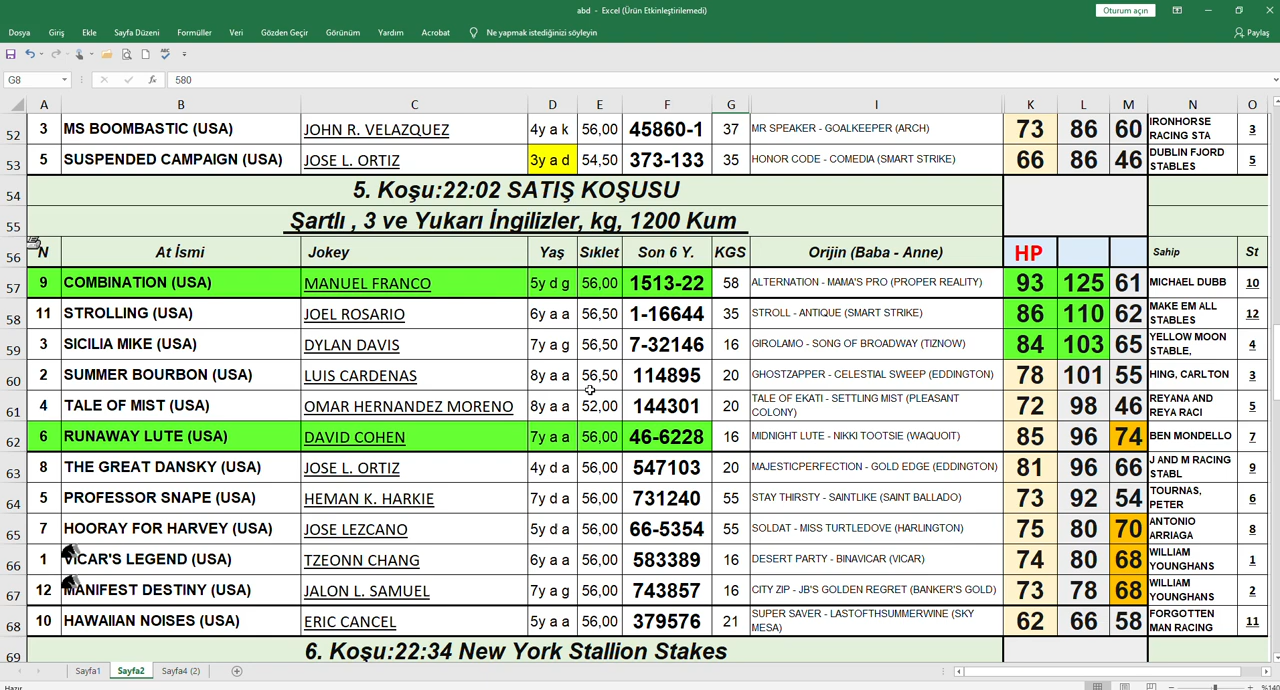 abd - Excel (Ürün Etkinleştirilemedi)
Oturum açın
Dosya Giriş Ekle Sayfa Düzeni Formüller Veri Gözden Geçir Görünüm Yardım Acrobat Ne yapmak istediğinizi söyleyin Paylaş
G8 fx 580
A B C D E F G I K L M N O
52 3 MS BOOMBASTIC (USA) JOHN R. VELAZQUEZ 4y a k 56,00 45860-1 37 MR SPEAKER - GOALKEEPER (ARCH) 73 86 60 IRONHORSE RACING STA 3
53 5 SUSPENDED CAMPAIGN (USA) JOSE L. ORTIZ 3y a d 54,50 373-133 35 HONOR CODE - COMEDIA (SMART STRIKE) 66 86 46 DUBLIN FJORD STABLES 5
54 5. Koşu:22:02 SATIŞ KOŞUSU
55 Şartlı , 3 ve Yukarı İngilizler, kg, 1200 Kum
56 N At İsmi Jokey Yaş Sıklet Son 6 Y. KGS Orijin (Baba - Anne) HP Sahip St
57 9 COMBINATION (USA) MANUEL FRANCO 5y d g 56,00 1513-22 58 ALTERNATION - MAMA'S PRO (PROPER REALITY) 93 125 61 MICHAEL DUBB 10
58 11 STROLLING (USA) JOEL ROSARIO 6y a a 56,50 1-16644 35 STROLL - ANTIQUE (SMART STRIKE) 86 110 62 MAKE EM ALL STABLES 12
59 3 SICILIA MIKE (USA) DYLAN DAVIS 7y a g 56,50 7-32146 16 GIROLAMO - SONG OF BROADWAY (TIZNOW) 84 103 65 YELLOW MOON STABLE, 4
60 2 SUMMER BOURBON (USA) LUIS CARDENAS 8y a a 56,50 114895 20 GHOSTZAPPER - CELESTIAL SWEEP (EDDINGTON) 78 101 55 HING, CARLTON 3
61 4 TALE OF MIST (USA) OMAR HERNANDEZ MORENO 8y a a 52,00 144301 20 TALE OF EKATI - SETTLING MIST (PLEASANT COLONY) 72 98 46 REYANA AND REYA RACI 5
62 6 RUNAWAY LUTE (USA) DAVID COHEN 7y a a 56,00 46-6228 16 MIDNIGHT LUTE - NIKKI TOOTSIE (WAQUOIT) 85 96 74 BEN MONDELLO 7
63 8 THE GREAT DANSKY (USA) JOSE L. ORTIZ 4y d a 56,00 547103 20 MAJESTICPERFECTION - GOLD EDGE (EDDINGTON) 81 96 66 J AND M RACING STABL 9
64 5 PROFESSOR SNAPE (USA) HEMAN K. HARKIE 4y d a 56,00 731240 55 STAY THIRSTY - SAINTLIKE (SAINT BALLADO) 73 92 54 TOURNAS, PETER 6
65 7 HOORAY FOR HARVEY (USA) JOSE LEZCANO 5y d a 56,00 66-5354 55 SOLDAT - MISS TURTLEDOVE (HARLINGTON) 75 80 70 ANTONIO ARRIAGA 8
66 1 VICAR'S LEGEND (USA) TZEONN CHANG 6y a a 56,00 583389 16 DESERT PARTY - BINAVICAR (VICAR) 74 80 68 WILLIAM YOUNGHANS 1
67 12 MANIFEST DESTINY (USA) JALON L. SAMUEL 7y a g 56,00 743857 16 CITY ZIP - JB'S GOLDEN REGRET (BANKER'S GOLD) 73 78 68 WILLIAM YOUNGHANS 2
68 10 HAWAIIAN NOISES (USA) ERIC CANCEL 5y a a 56,00 379576 21 SUPER SAVER - LASTOFTHSUMMERWINE (SKY MESA) 62 66 58 FORGOTTEN MAN RACING 11
69 6. Koşu:22:34 New York Stallion Stakes
Sayfa1 Sayfa2 Sayfa4 (2)
Hazır %140